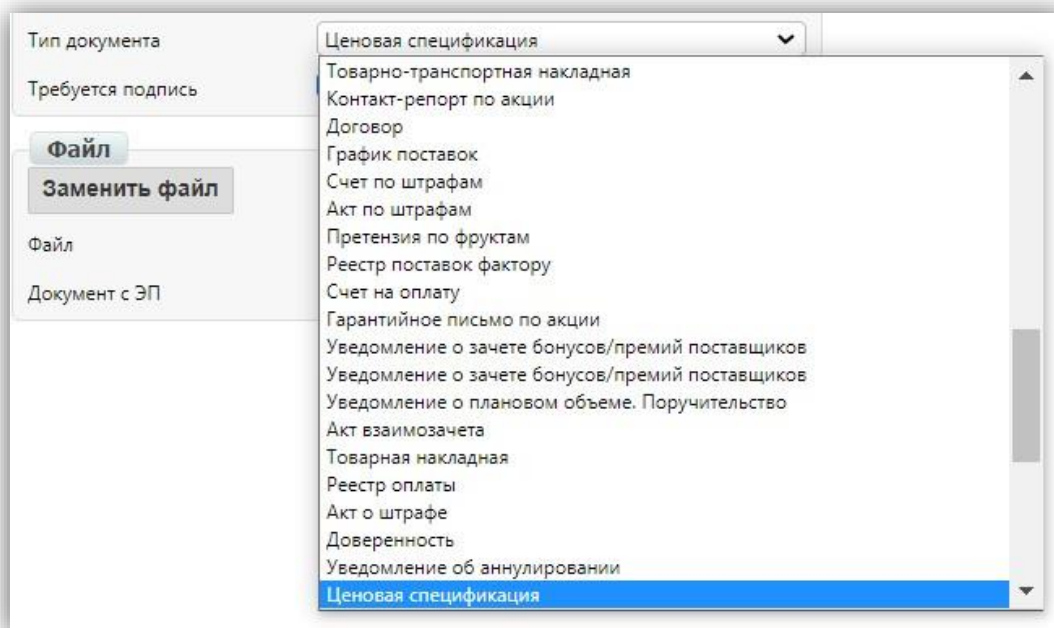 Тип документа
Ценовая спецификация
Товарно-транспортная накладная
Требуется подпись
Контакт-репорт по акции
Договор
График поставок
Файл
Счет по штрафам
Заменить файл
Акт по штрафам
Претензия по фруктам
Файл
Реестр поставок фактору
Счет на оплату
Документ с ЭП
Гарантийное письмо по акции
Уведомление о зачете бонусов/премий поставщиков
Уведомление о зачете бонусов/премий поставщиков
Уведомление о плановом объеме. Поручительство
Акт взаимозачета
Товарная накладная
Реестр оплаты
Акт о штрафе
Доверенность
Уведомление об аннулировании
Ценовая спецификация